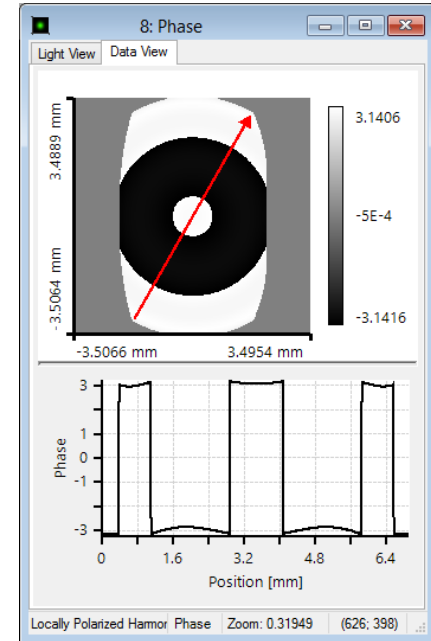 8: Phase
Light View Data View
3.4889 mm
-3.5064 mm
3.1406
-5E-4
-3.1416
-3.5066 mm 3.4954 mm
Phase
3
1
0
-1
-3
0 1.6 3.2 4.8 6.4
Position [mm]
Locally Polarized Harmor Phase Zoom: 0.31949 (626; 398)